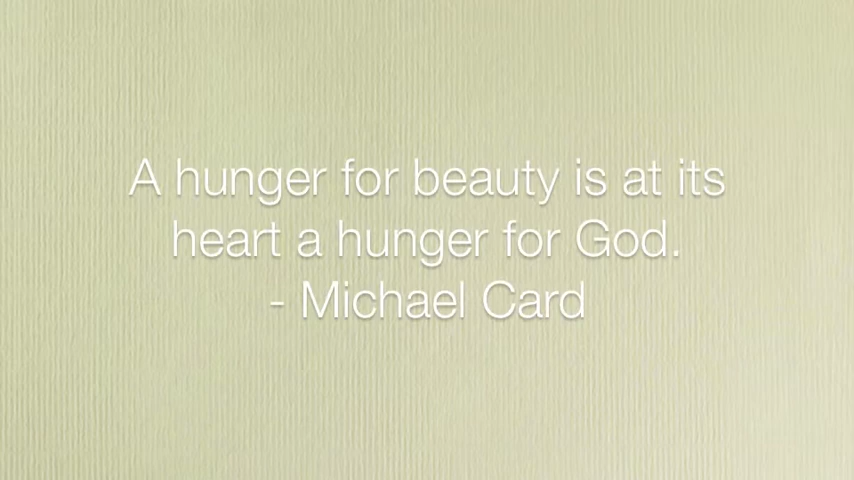 A hunger for beauty is at its
heart a hunger for God.
- Michael Card